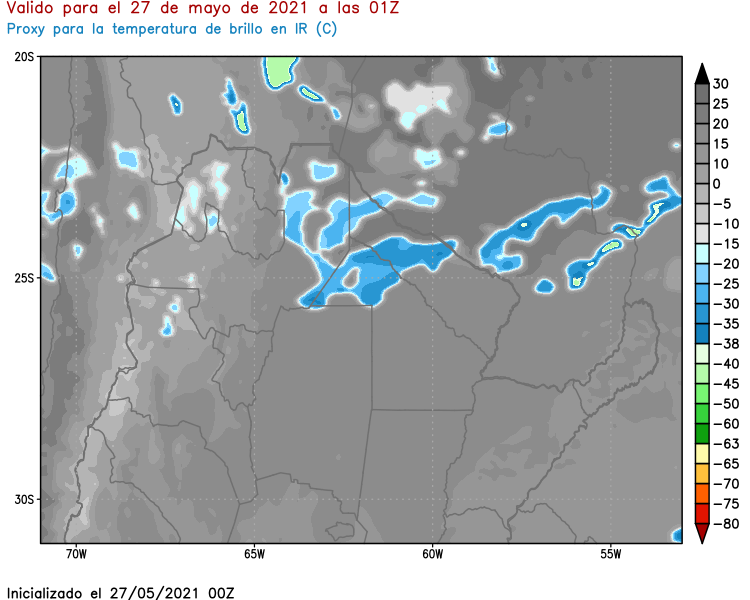 Valido para el 27 de mayo de 2021 a las 01Z
Proxy para la temperatura de brillo en IR (C)
20S
25S
30S
70W
65W
60W
55W
30
25
20
15
10
0
−5
−10
−15
−20
−30
−35
−38
−40
−45
−50
−60
−63
−65
−70
−75
−80
Inicializado el 27/05/2021 00Z